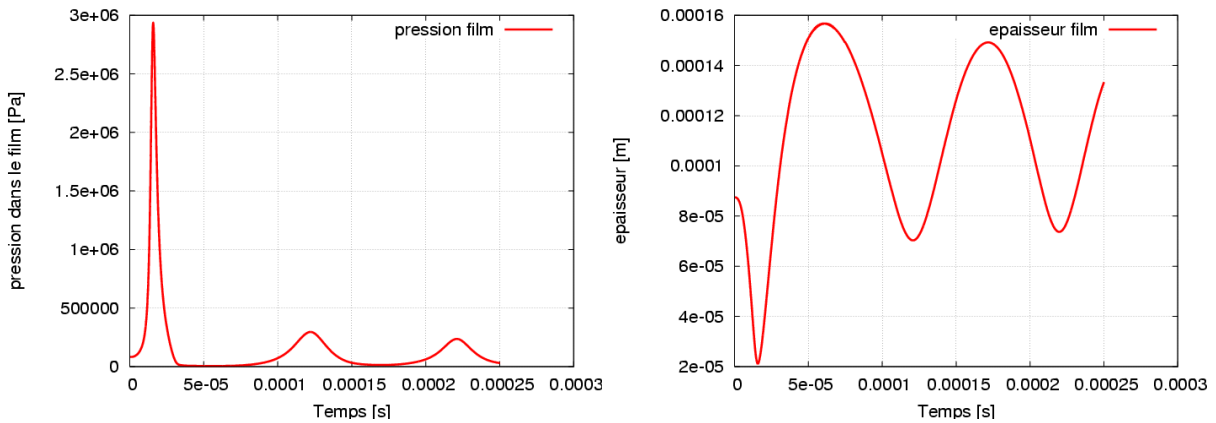 pression film
pression dans le film [Pa]
3e+06
2.5e+06
2e+06
1.5e+06
1e+06
500000
0
0 5e-05 0.0001 0.00015 0.0002 0.00025 0.0003
Temps [s]
epaisseur film
epaisseur [m]
0.00016
0.00014
0.00012
0.0001
8e-05
6e-05
4e-05
2e-05
0 5e-05 0.0001 0.00015 0.0002 0.00025 0.0003
Temps [s]